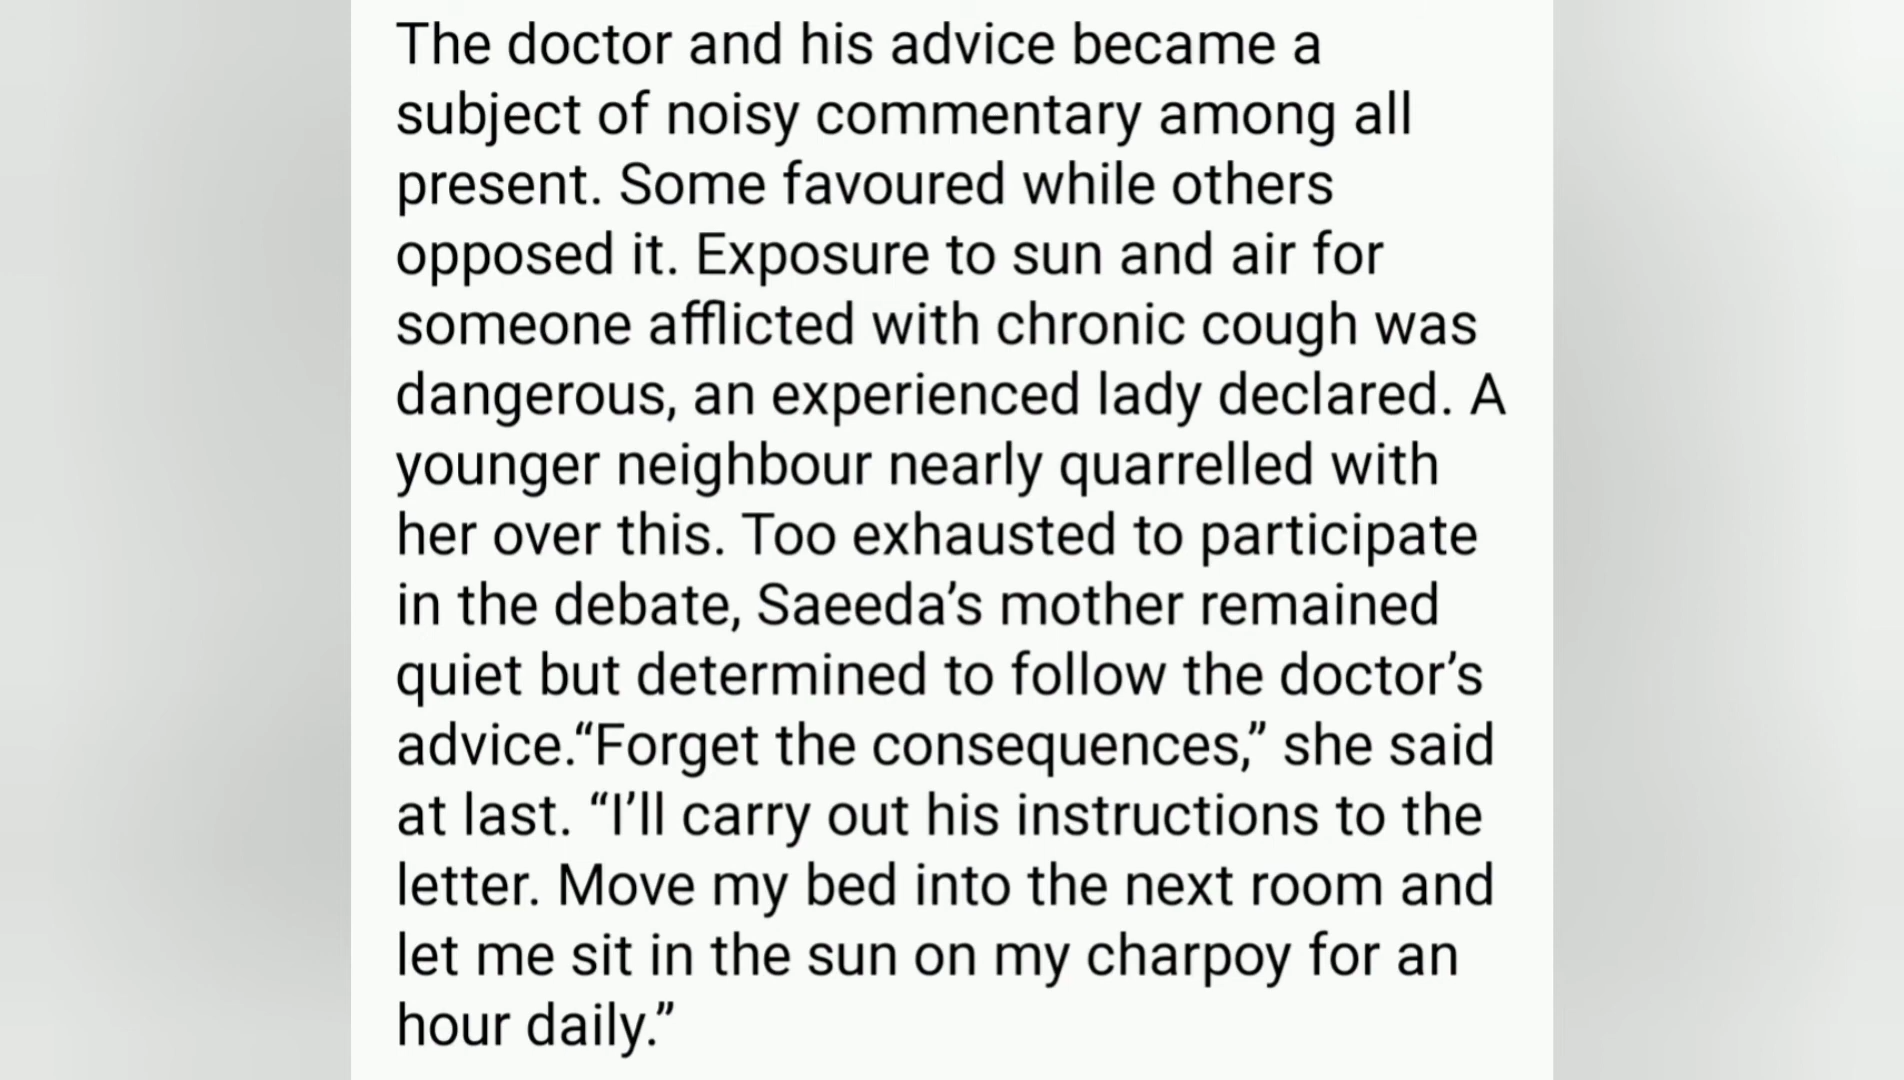 The doctor and his advice became a
subject of noisy commentary among all
present. Some favoured while others
opposed it. Exposure to sun and air for
someone afflicted with chronic cough was
dangerous, an experienced lady declared. A
younger neighbour nearly quarrelled with
her over this. Too exhausted to participate
in the debate, Saeeda’s mother remained
quiet but determined to follow the doctor’s
advice.“Forget the consequences,” she said
at last. “I’ll carry out his instructions to the
letter. Move my bed into the next room and
let me sit in the sun on my charpoy for an
hour daily.”